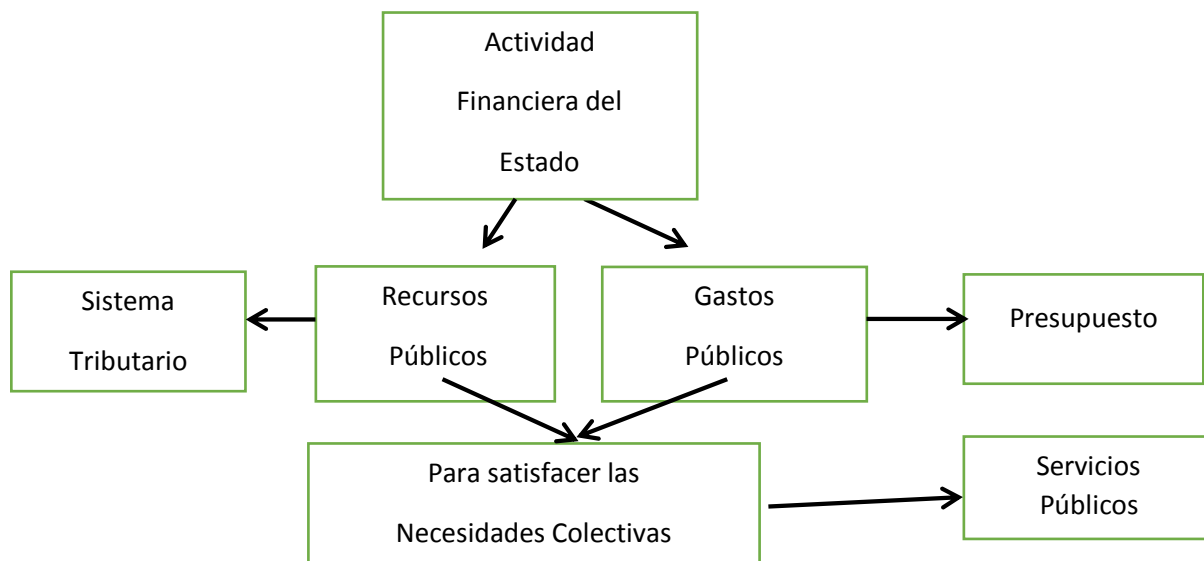 Actividad
Financiera del
Estado
Sistema
Tributario
Recursos
Públicos
Gastos
Públicos
Presupuesto
Para satisfacer las
Necesidades Colectivas
Servicios
Públicos